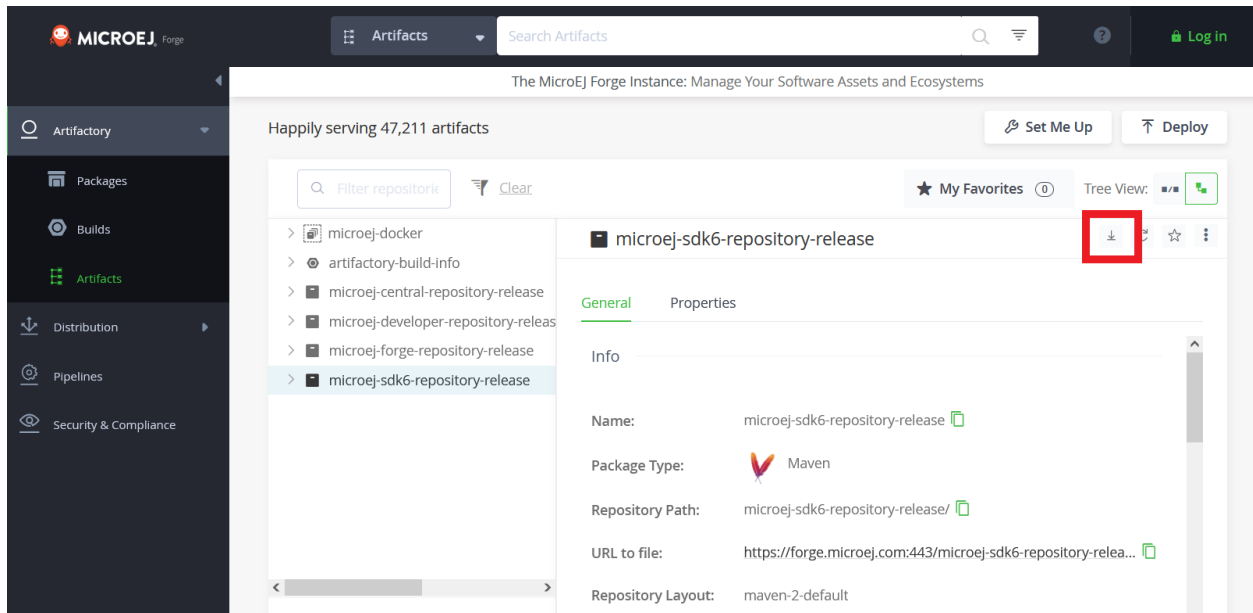 MICROEJ. Forge
Artifacts
Search Artifacts
?
Log in
The MicroEJ Forge Instance: Manage Your Software Assets and Ecosystems
Artifactory
Packages
Builds
Artifacts
Distribution
Pipelines
Security & Compliance
Happily serving 47,211 artifacts
Set Me Up
Deploy
Filter repositorie
Clear
My Favorites (0)
Tree View:
microej-docker
artifactory-build-info
microej-central-repository-release
microej-developer-repository-releas
microej-forge-repository-release
microej-sdk6-repository-release
microej-sdk6-repository-release
General
Properties
Info
Name: microej-sdk6-repository-release
Package Type: Maven
Repository Path: microej-sdk6-repository-release/
URL to file: https://forge.microej.com:443/microej-sdk6-repository-relea...
Repository Layout: maven-2-default